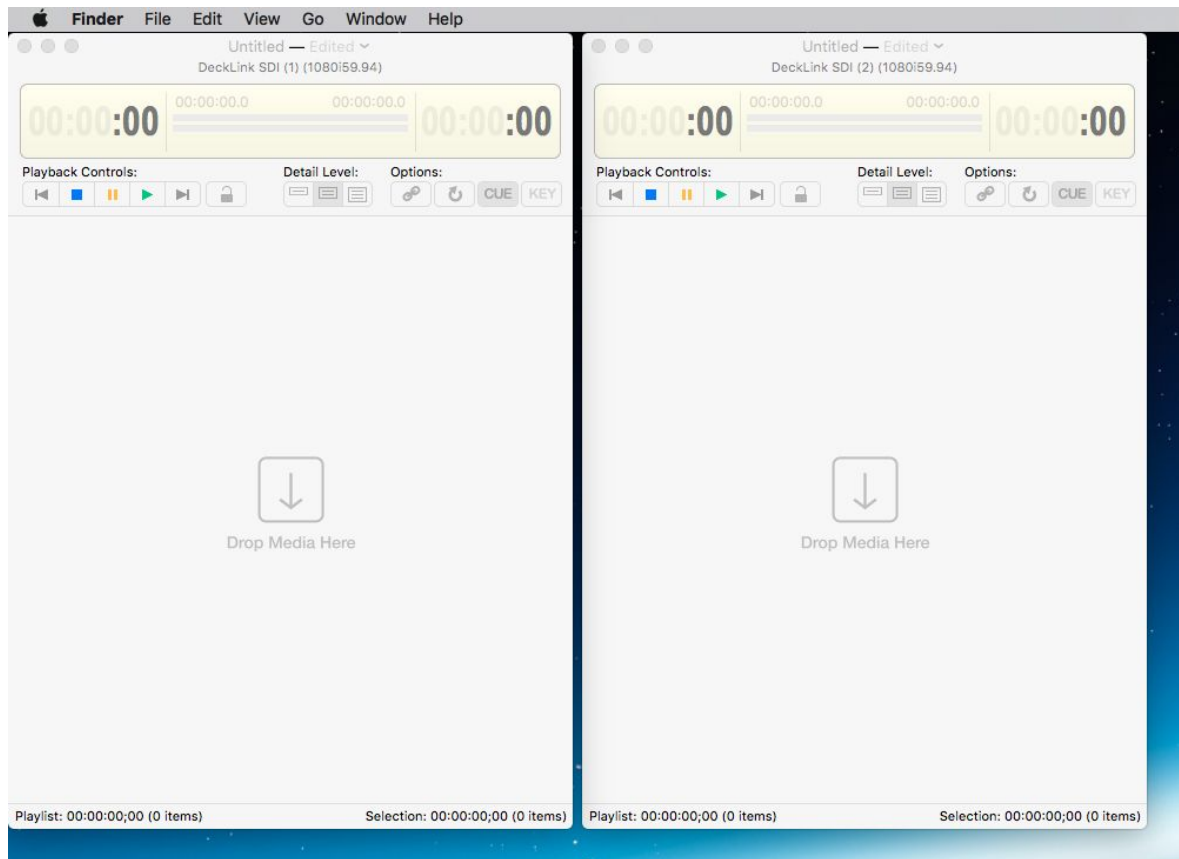 Finder File Edit View Go Window Help
Untitled — Edited
DeckLink SDI (1) (1080i59.94)
00:00:00 00:00:00.0 00:00:00.0 00:00:00
Playback Controls: Detail Level: Options:
CUE KEY
Drop Media Here
Playlist: 00:00:00;00 (0 items) Selection: 00:00:00;00 (0 items)
Untitled — Edited
DeckLink SDI (2) (1080i59.94)
00:00:00 00:00:00.0 00:00:00.0 00:00:00
Playback Controls: Detail Level: Options:
CUE KEY
Drop Media Here
Playlist: 00:00:00;00 (0 items) Selection: 00:00:00;00 (0 items)